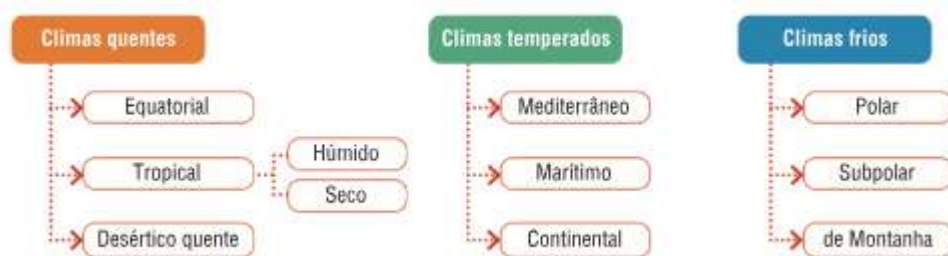 Climas quentes
Equatorial
Tropical
Húmido
Seco
Desértico quente
Climas temperados
Mediterrâneo
Marítimo
Continental
Climas frios
Polar
Subpolar
de Montanha